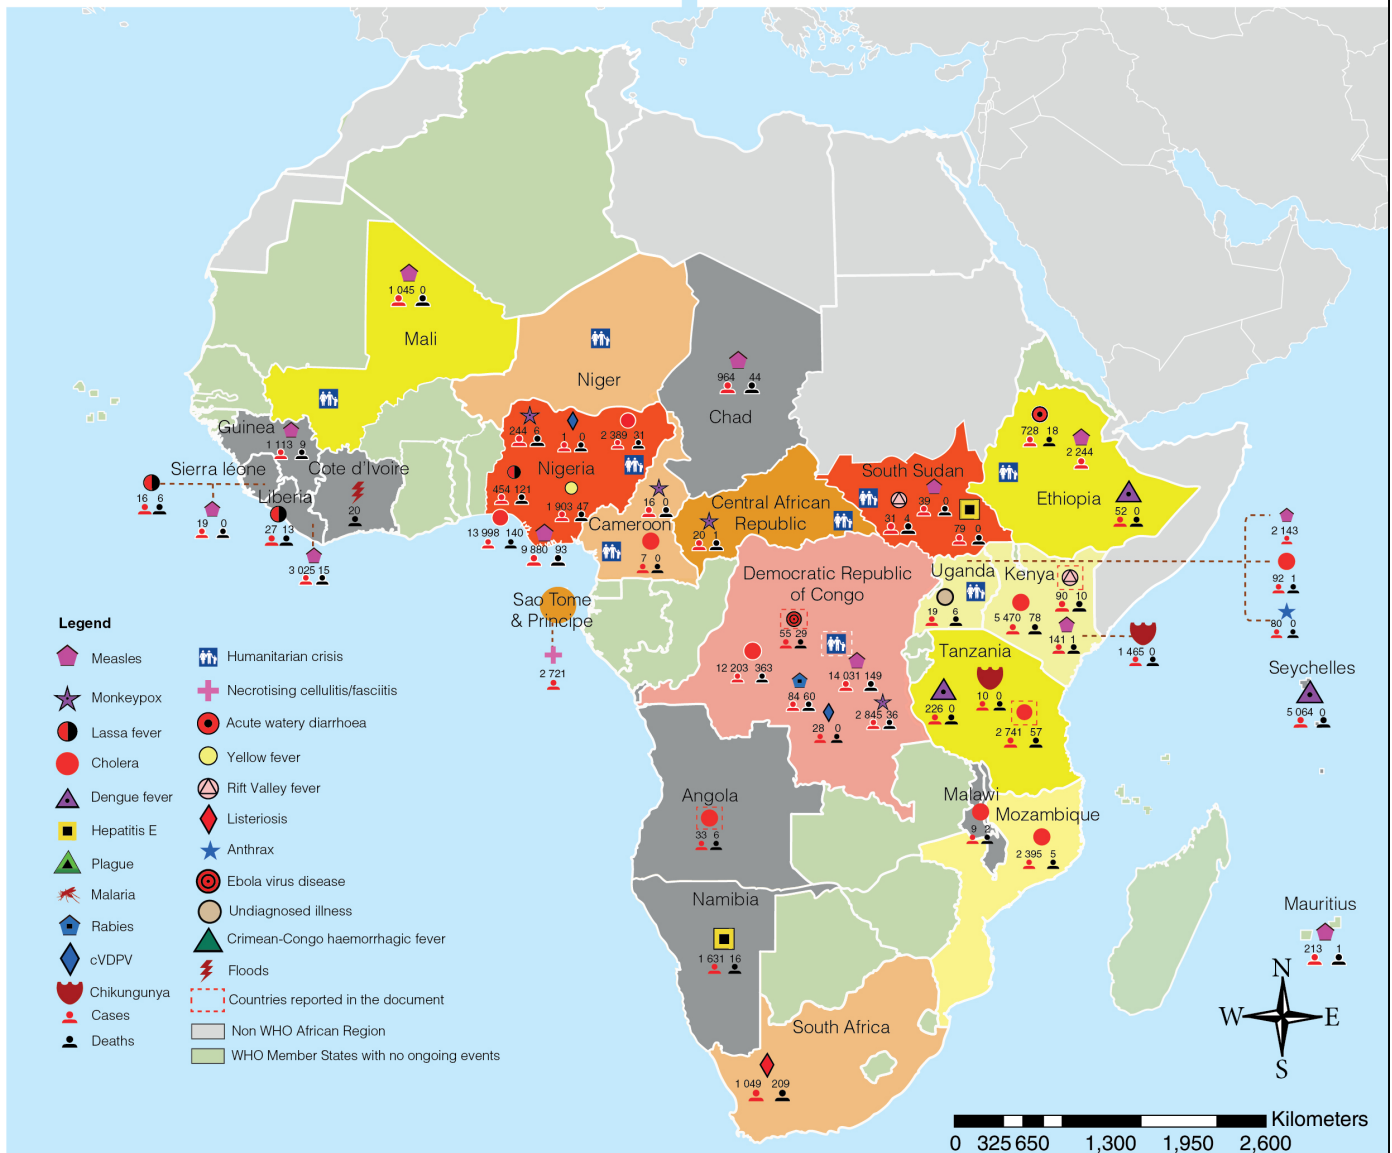 1 045 0
Mali
Niger
964 44
Chad
Guinea
1 113 9
Sierra léone
Cote d'Ivoire
Liberia
16 6
19 0
27 13
20
3 025 15
244 6
1 0
2 389 31
Nigeria
454 121
1 903 47
13 998 140
9 880 93
16 0
Cameroon
7 0
Central African
Republic
20 1
South Sudan
39 0
31 4
79 0
728 18
2 244
Ethiopia
52 0
2 143
92 1
80 0
Democratic Republic
of Congo
55 29
12 203 363
14 031 149
84 60
2 845 36
28 0
Uganda
19 6
Kenya
90 10
5 470 78
141 1
1 465 0
Sao Tome
& Principe
2 721
Tanzania
226 0
10 0
2 741 57
Seychelles
5 064 0
Angola
33 6
Malawi
9 2
Mozambique
2 395 5
Namibia
1 631 16
Mauritius
213 1
South Africa
1 049 209
Legend
Measles
Monkeypox
Lassa fever
Cholera
Dengue fever
Hepatitis E
Plague
Malaria
Rabies
cVDPV
Chikungunya
Cases
Deaths
Humanitarian crisis
Necrotising cellulitis/fasciitis
Acute watery diarrhoea
Yellow fever
Rift Valley fever
Listeriosis
Anthrax
Ebola virus disease
Undiagnosed illness
Crimean-Congo haemorrhagic fever
Floods
Countries reported in the document
Non WHO African Region
WHO Member States with no ongoing events
N
W E
S
Kilometers
0 325 650 1,300 1,950 2,600